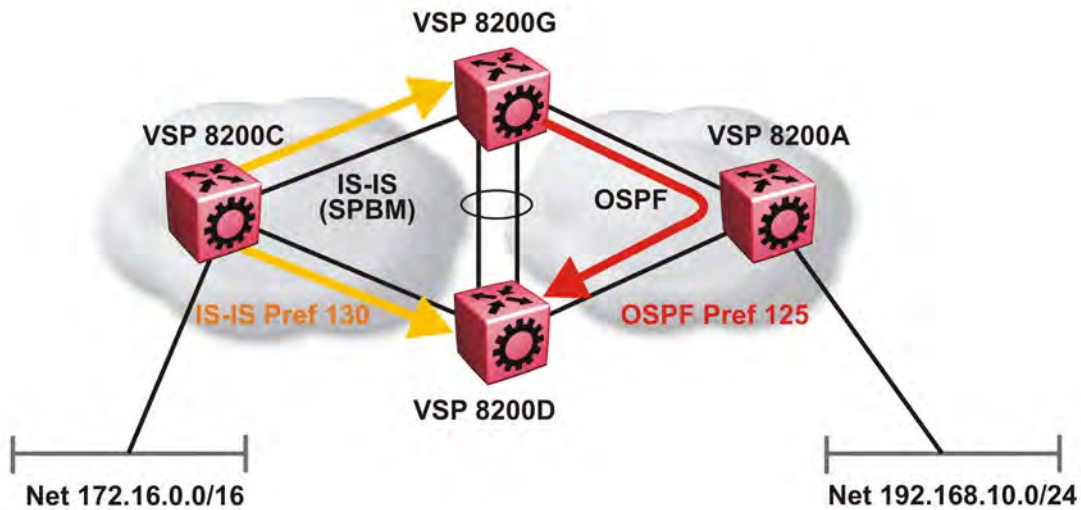 VSP 8200G
VSP 8200C
VSP 8200A
IS-IS
(SPBM)
OSPF
IS-IS Pref 130
OSPF Pref 125
VSP 8200D
Net 172.16.0.0/16
Net 192.168.10.0/24